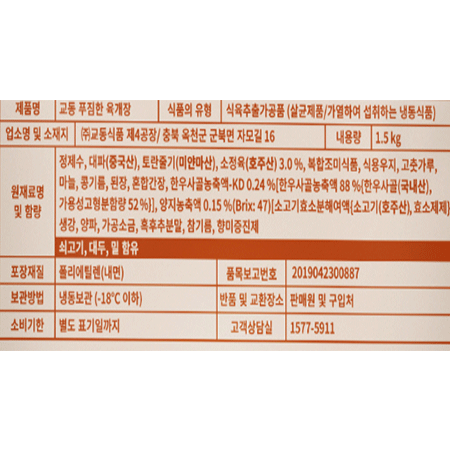 제품명 교동 푸짐한 육개장 식품의 유형 식육추출가공품 (살균제품/가열하여 섭취하는 냉동식품)
업소명 및 소재지 ㈜교동식품 제4공장/ 충북 옥천군 군북면 자모길 16 내용량 1.5 kg
원재료명 및 함량 정제수, 대파(중국산), 토란줄기(미얀마산), 소정육(호주산) 3.0 %, 복합조미식품, 식용우지, 고춧가루,
마늘, 콩기름, 된장, 혼합간장, 한우사골농축액-KD 0.24 %[한우사골농축액 88 %(한우사골(국내산),
가용성고형분함량 52 %)], 양지농축액 0.15 %(Brix: 47)[소고기효소분해여액(소고기(호주산), 효소제제)
생강, 양파, 가공소금, 흑후추분말, 참기름, 향미증진제
쇠고기, 대두, 밀 함유
포장재질 폴리에틸렌(내면) 품목보고번호 2019042300887
보관방법 냉동보관 (-18℃ 이하) 반품 및 교환장소 판매원 및 구입처
소비기한 별도 표기일까지 고객상담실 1577-5911